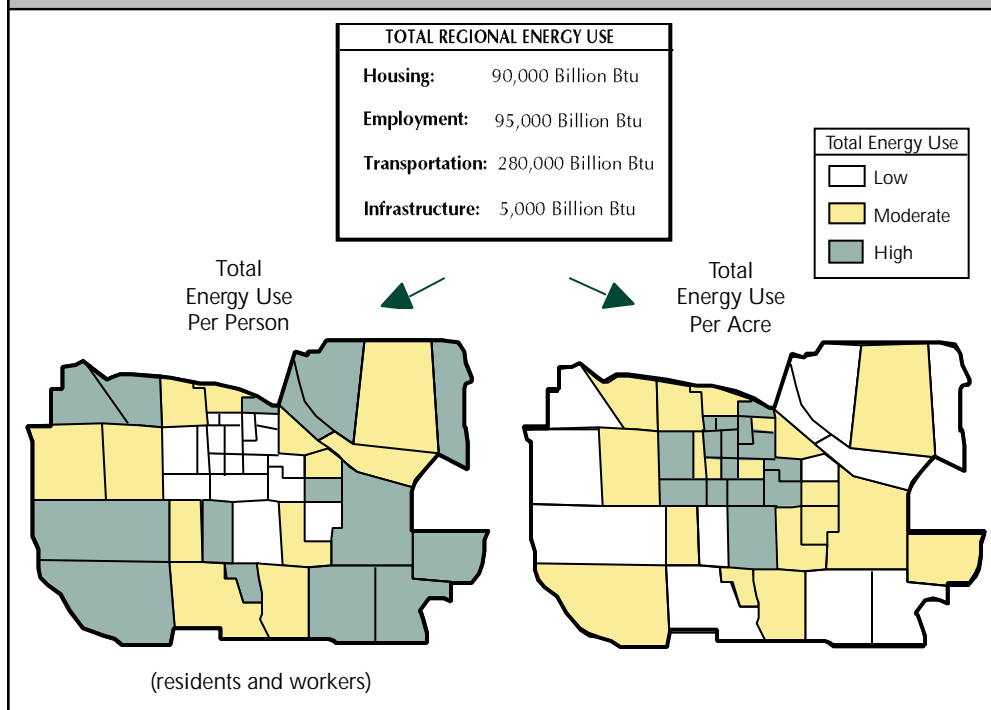 TOTAL REGIONAL ENERGY USE
Housing: 90,000 Billion Btu
Employment: 95,000 Billion Btu
Transportation: 280,000 Billion Btu
Infrastructure: 5,000 Billion Btu
Total Energy Use
Low
Moderate
High
Total
Energy Use
Per Person
Total
Energy Use
Per Acre
(residents and workers)